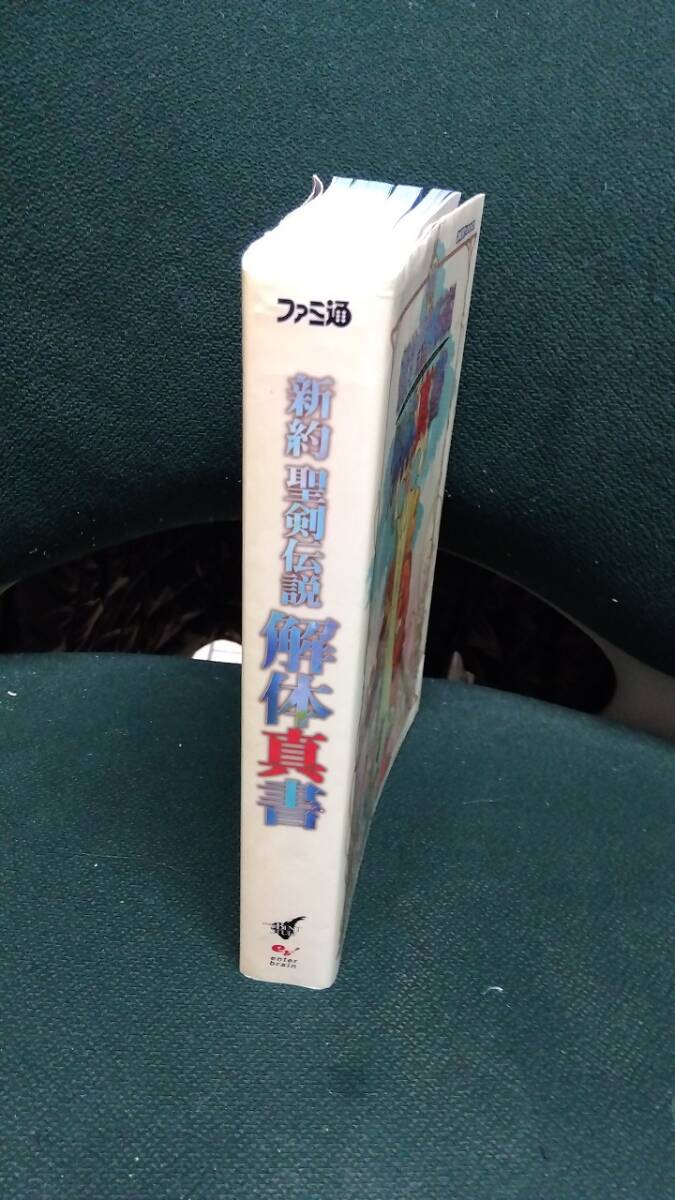 ファミ通
新約 聖剣伝説
解体真書
enter
brain